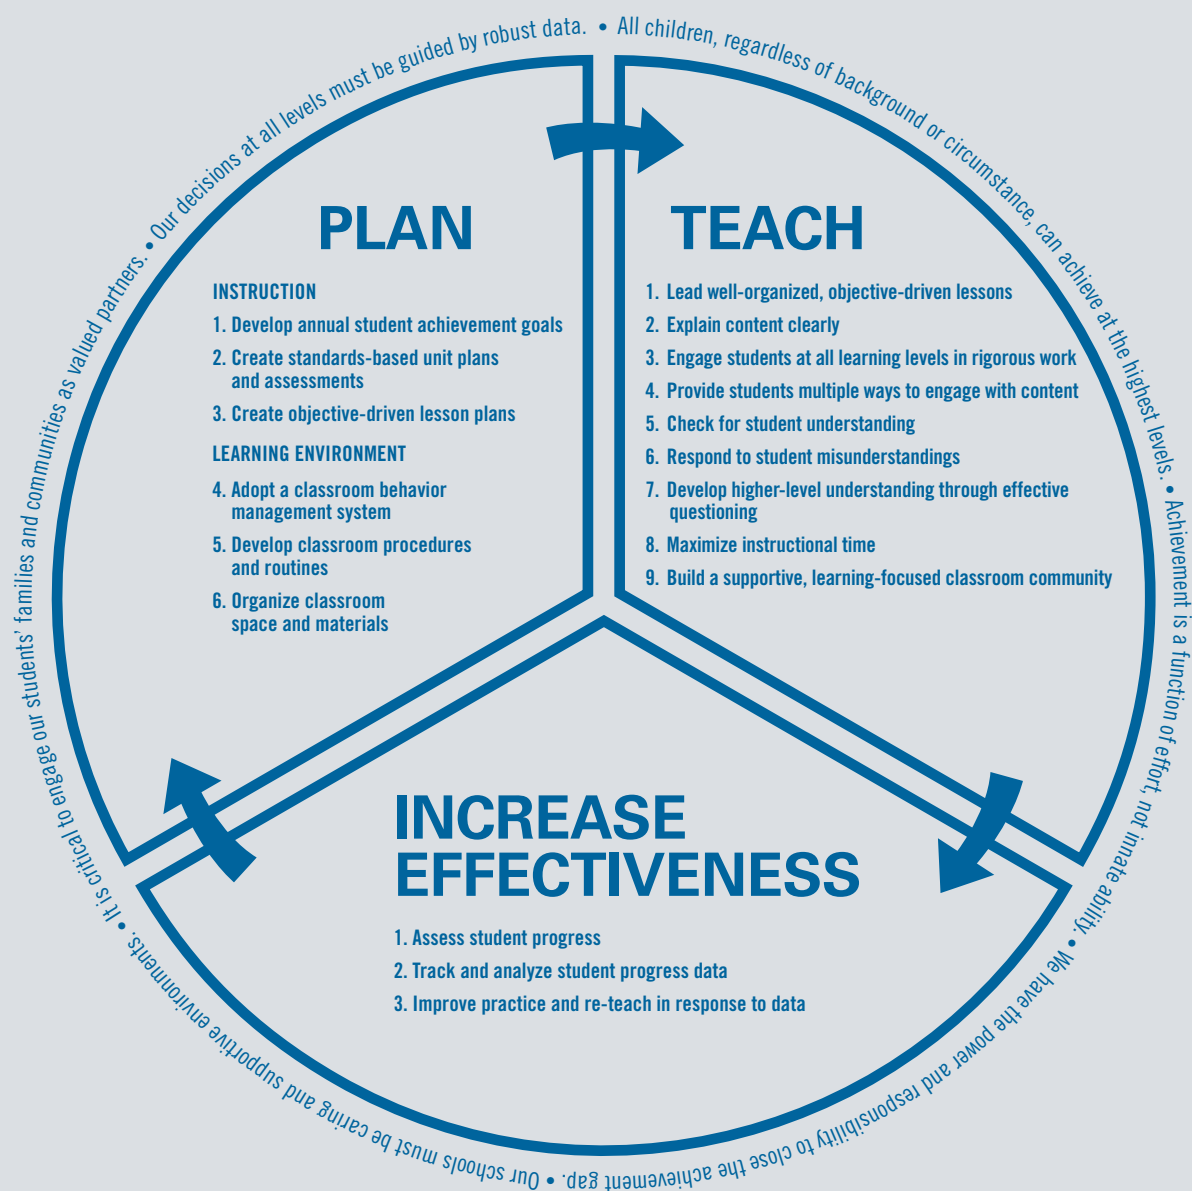 All children, regardless of background or circumstance, can achieve at the highest levels. • Achievement is a function of effort, not innate ability. • We have the power and responsibility to close the achievement gap. • Our schools must be caring and supportive environments. • It is critical to engage our students' families and communities as valued partners. • Our decisions at all levels must be guided by robust data. •
PLAN
INSTRUCTION
1. Develop annual student achievement goals
2. Create standards-based unit plans
and assessments
3. Create objective-driven lesson plans
LEARNING ENVIRONMENT
4. Adopt a classroom behavior
management system
5. Develop classroom procedures
and routines
6. Organize classroom
space and materials
TEACH
1. Lead well-organized, objective-driven lessons
2. Explain content clearly
3. Engage students at all learning levels in rigorous work
4. Provide students multiple ways to engage with content
5. Check for student understanding
6. Respond to student misunderstandings
7. Develop higher-level understanding through effective
questioning
8. Maximize instructional time
9. Build a supportive, learning-focused classroom community
INCREASE
EFFECTIVENESS
1. Assess student progress
2. Track and analyze student progress data
3. Improve practice and re-teach in response to data